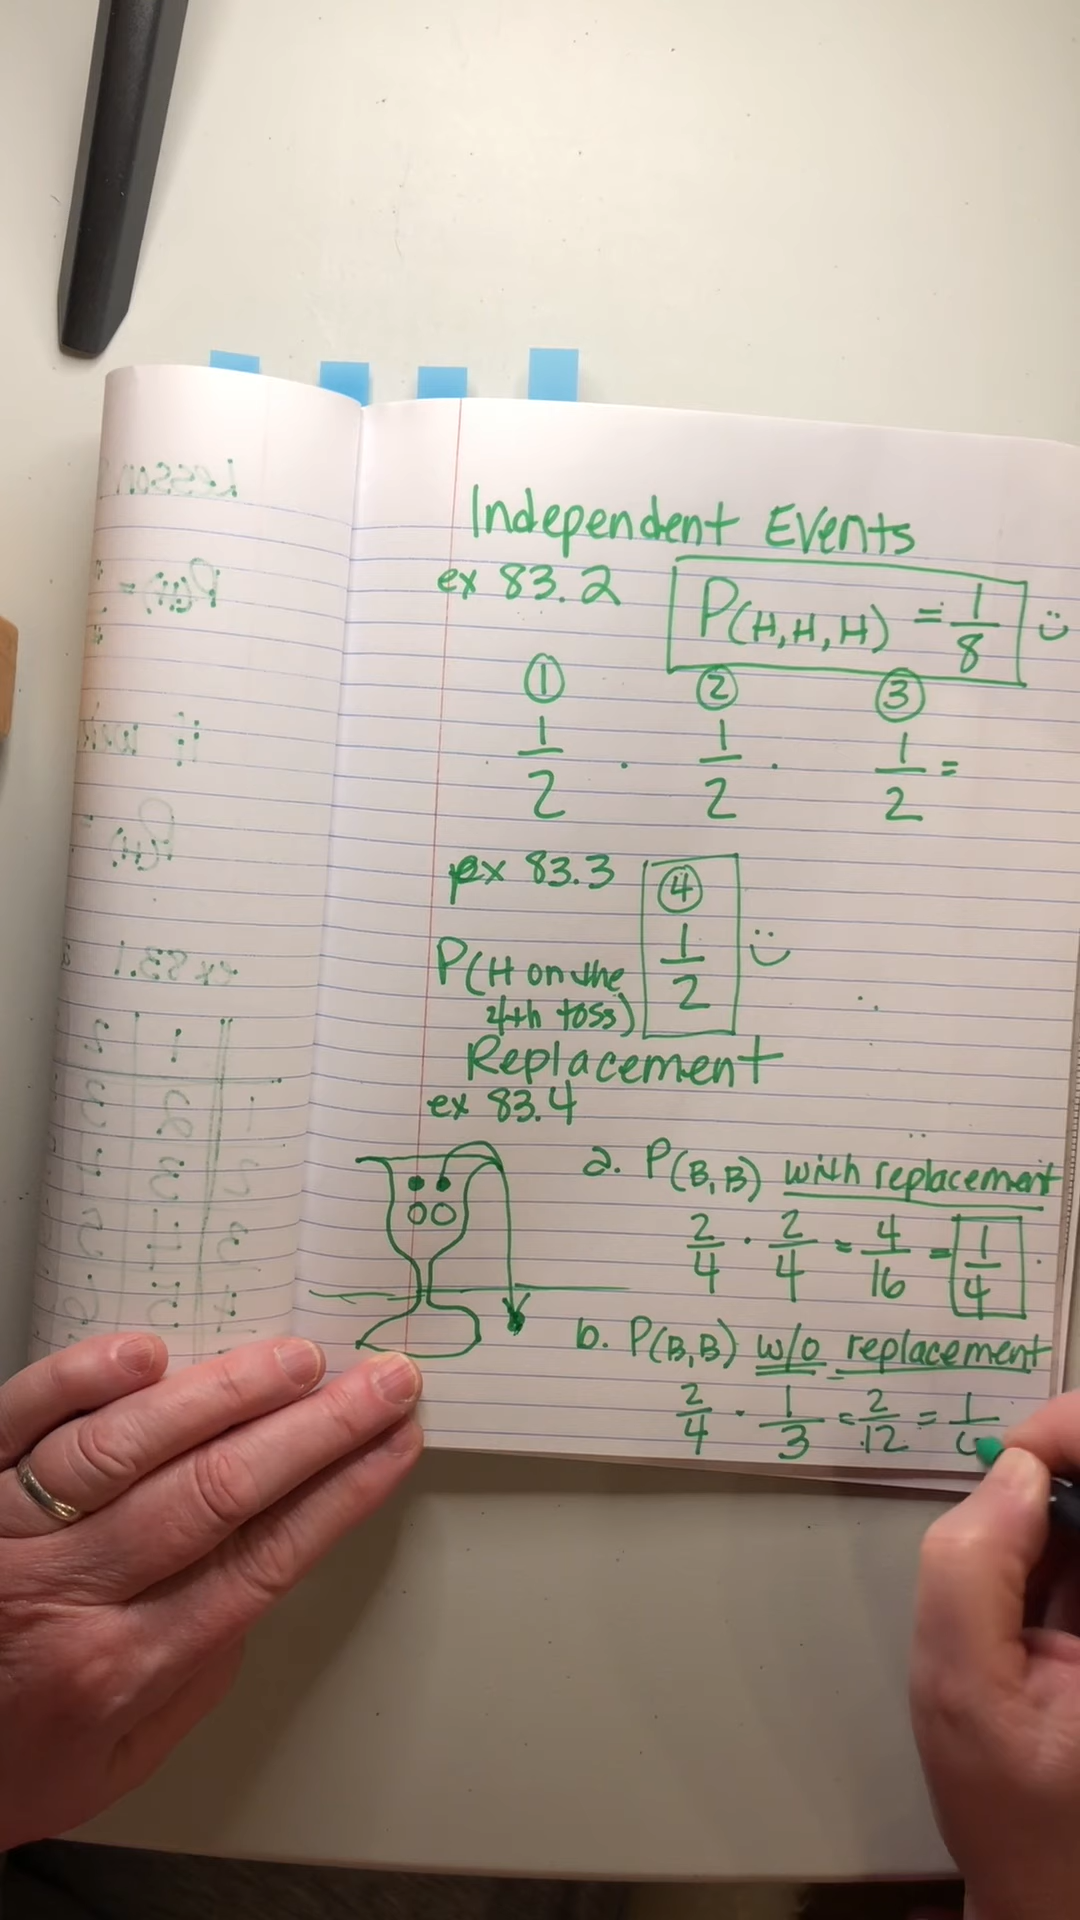 Independent Events
ex 83.2 P(H,H,H) = 1/8
① ② ③
1/2 · 1/2 · 1/2 =
ex 83.3 ④
P(H on the 1/2
4th toss)
Replacement
ex 83.4
a. P(B,B) with replacement
2/4 · 2/4 = 4/16 = 1/4
b. P(B,B) w/o replacement
2/4 · 1/3 = 2/12 = 1/